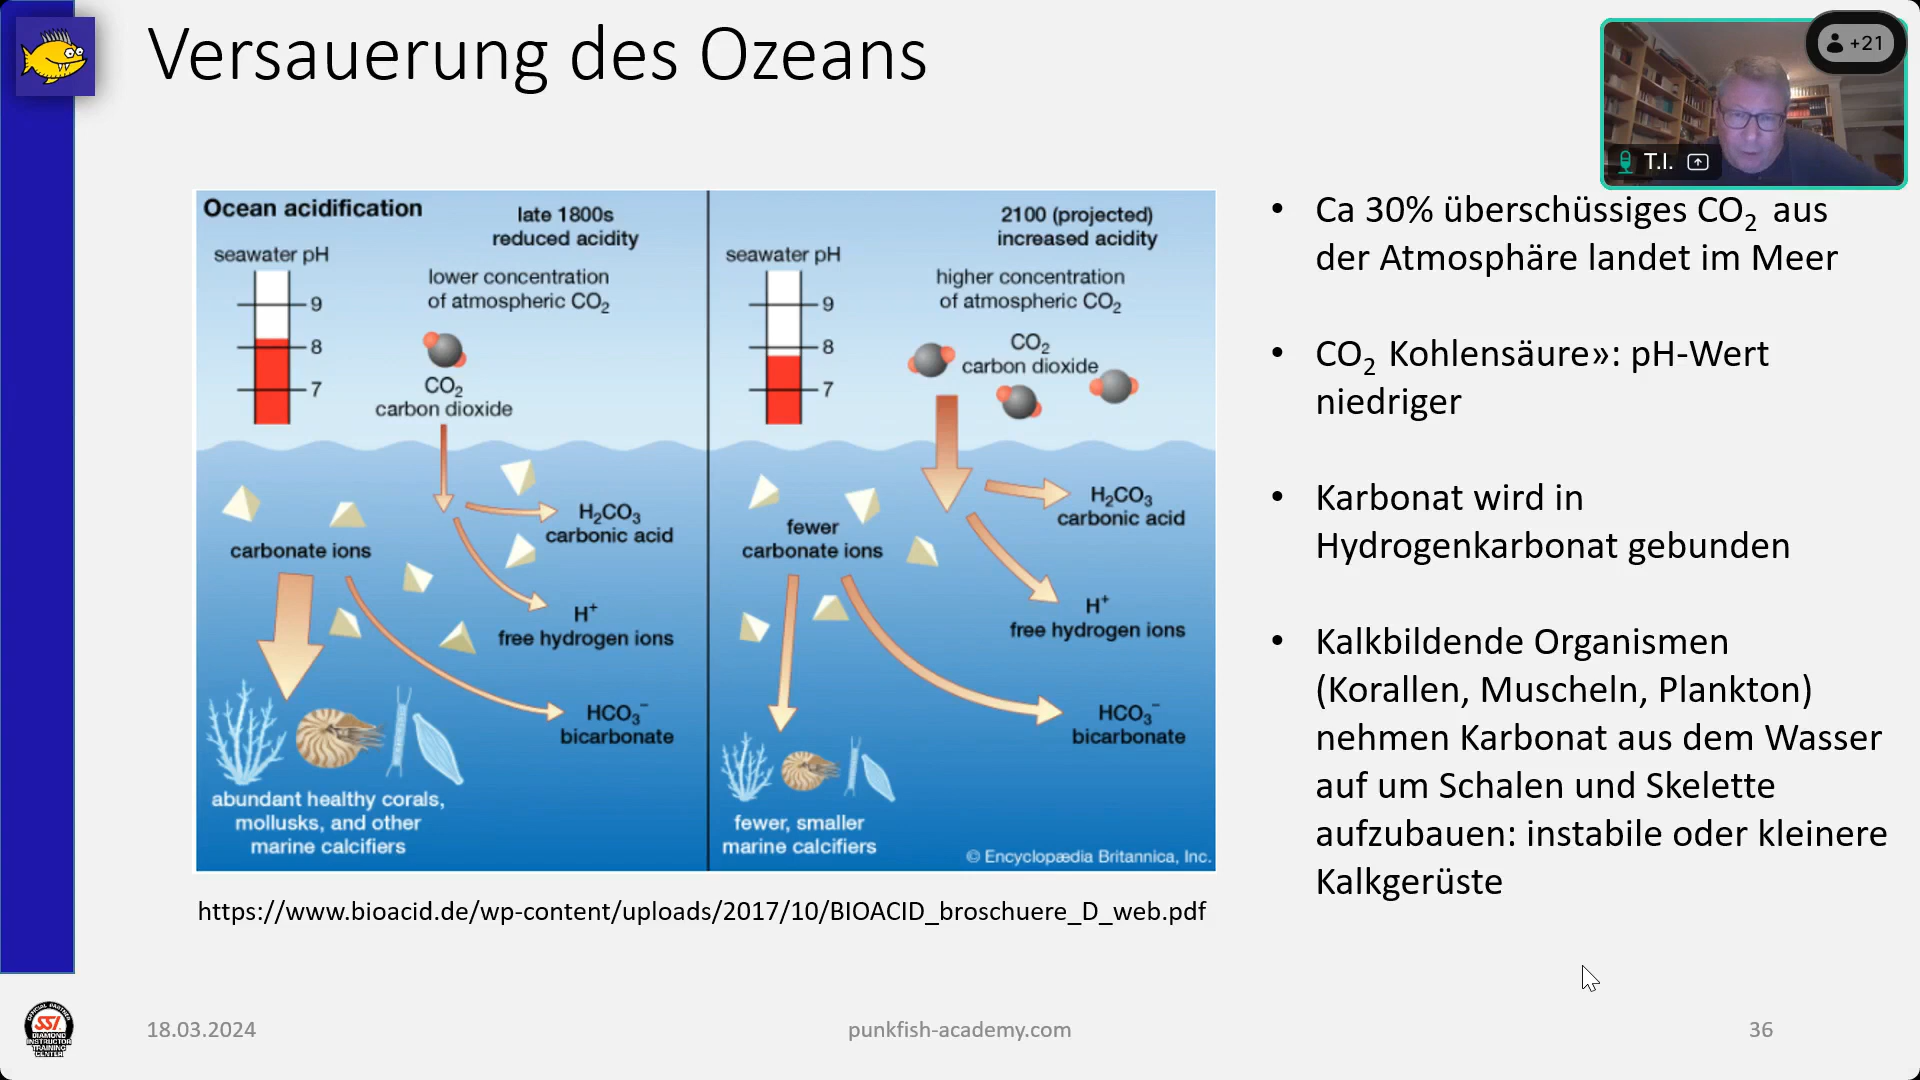 Versauerung des Ozeans
+21
T.I.
Ocean acidification
late 1800s
reduced acidity
seawater pH
lower concentration
of atmospheric CO₂
9
8
7
CO₂
carbon dioxide
carbonate ions
H₂CO₃
carbonic acid
H⁺
free hydrogen ions
HCO₃⁻
bicarbonate
abundant healthy corals,
mollusks, and other
marine calcifiers
2100 (projected)
increased acidity
seawater pH
higher concentration
of atmospheric CO₂
9
8
7
CO₂
carbon dioxide
fewer
carbonate ions
H₂CO₃
carbonic acid
H⁺
free hydrogen ions
HCO₃⁻
bicarbonate
fewer, smaller
marine calcifiers
© Encyclopædia Britannica, Inc.
https://www.bioacid.de/wp-content/uploads/2017/10/BIOACID_broschuere_D_web.pdf
• Ca 30% überschüssiges CO₂ aus
der Atmosphäre landet im Meer
• CO₂ Kohlensäure»: pH-Wert
niedriger
• Karbonat wird in
Hydrogenkarbonat gebunden
• Kalkbildende Organismen
(Korallen, Muscheln, Plankton)
nehmen Karbonat aus dem Wasser
auf um Schalen und Skelette
aufzubauen: instabile oder kleinere
Kalkgerüste
SSI
DIAMOND
INSTRUCTOR
TRAINING
CENTER
18.03.2024
punkfish-academy.com
36